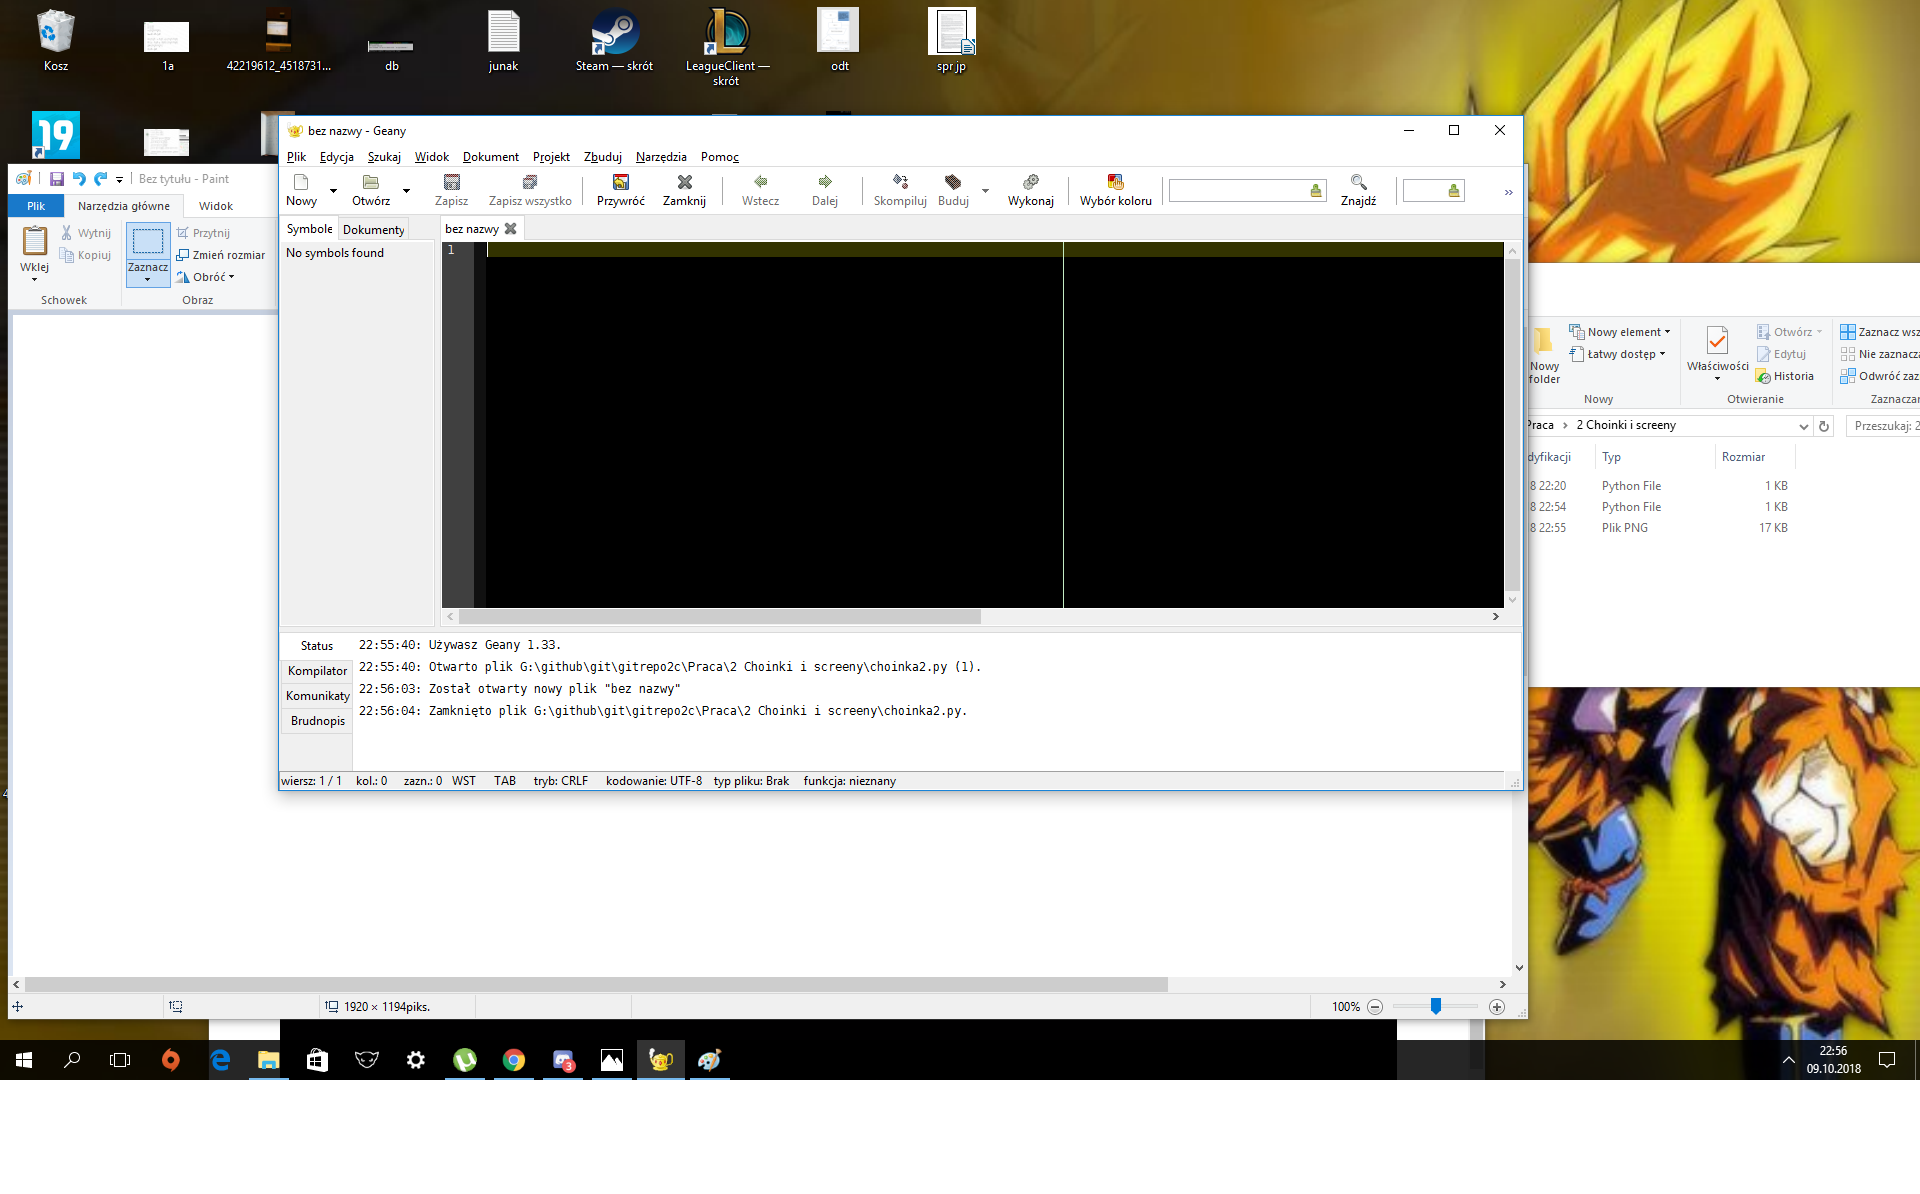 Kosz
1a
42219612_4518731...
db
junak
Steam — skrót
LeagueClient —
skrót
odt
spr.jp
19
bez nazwy - Geany
Plik Edycja Szukaj Widok Dokument Projekt Zbuduj Narzędzia Pomoc
Nowy Otwórz Zapisz Zapisz wszystko Przywróć Zamknij Wstecz Dalej Skompiluj Buduj Wykonaj Wybór koloru Znajdź »
Symbole Dokumenty
No symbols found
bez nazwy
1
Status
Kompilator
Komunikaty
Brudnopis
22:55:40: Używasz Geany 1.33.
22:55:40: Otwarto plik G:\github\git\gitrepo2c\Praca\2 Choinki i screeny\choinka2.py (1).
22:56:03: Został otwarty nowy plik "bez nazwy"
22:56:04: Zamknięto plik G:\github\git\gitrepo2c\Praca\2 Choinki i screeny\choinka2.py.
wiersz: 1 / 1 kol.: 0 zazn.: 0 WST TAB tryb: CRLF kodowanie: UTF-8 typ pliku: Brak funkcja: nieznany
Bez tytułu - Paint
Plik Narzędzia główne Widok
Wklej
Wytnij
Kopiuj
Schowek
Zaznacz
Przytnij
Zmień rozmiar
Obróć
Obraz
1920 × 1194piks.
100%
Nowy
folder
Nowy element
Łatwy dostęp
Nowy
Właściwości
Otwórz
Edytuj
Historia
Otwieranie
Zaznacz wsz
Nie zaznacza
Odwróć zaz
Zaznaczar
Praca › 2 Choinki i screeny
Przeszukaj: 2
dyfikacji Typ Rozmiar
8 22:20 Python File 1 KB
8 22:54 Python File 1 KB
8 22:55 Plik PNG 17 KB
4
3
22:56
09.10.2018